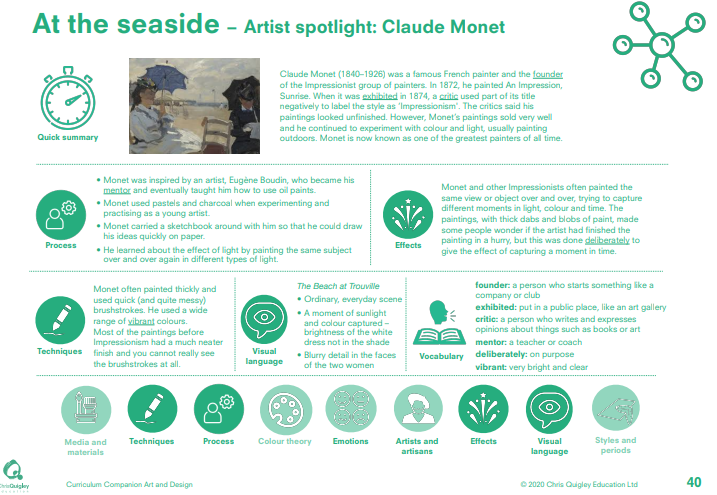 At the seaside – Artist spotlight: Claude Monet
Quick summary
Claude Monet (1840–1926) was a famous French painter and the founder
of the Impressionist group of painters. In 1872, he painted An Impression,
Sunrise. When it was exhibited in 1874, a critic used part of its title
negatively to label the style as ‘Impressionism’. The critics said his
paintings looked unfinished. However, Monet’s paintings sold very well
and he continued to experiment with colour and light, usually painting
outdoors. Monet is now known as one of the greatest painters of all time.
Process
• Monet was inspired by an artist, Eugène Boudin, who became his
mentor and eventually taught him how to use oil paints.
• Monet used pastels and charcoal when experimenting and
practising as a young artist.
• Monet carried a sketchbook around with him so that he could draw
his ideas quickly on paper.
• He learned about the effect of light by painting the same subject
over and over again in different types of light.
Effects
Monet and other Impressionists often painted the
same view or object over and over, trying to capture
different moments in light, colour and time. The
paintings, with thick dabs and blobs of paint, made
some people wonder if the artist had finished the
painting in a hurry, but this was done deliberately to
give the effect of capturing a moment in time.
Techniques
Monet often painted thickly and
used quick (and quite messy)
brushstrokes. He used a wide
range of vibrant colours.
Most of the paintings before
Impressionism had a much neater
finish and you cannot really see
the brushstrokes at all.
Visual
language
The Beach at Trouville
• Ordinary, everyday scene
• A moment of sunlight
and colour captured –
brightness of the white
dress not in the shade
• Blurry detail in the faces
of the two women
Vocabulary
founder: a person who starts something like a
company or club
exhibited: put in a public place, like an art gallery
critic: a person who writes and expresses
opinions about things such as books or art
mentor: a teacher or coach
deliberately: on purpose
vibrant: very bright and clear
Media and
materials
Techniques
Process
Colour theory
Emotions
Artists and
artisans
Effects
Visual
language
Styles and
periods
ChrisQuigley
EDUCATION
Curriculum Companion Art and Design
© 2020 Chris Quigley Education Ltd
40